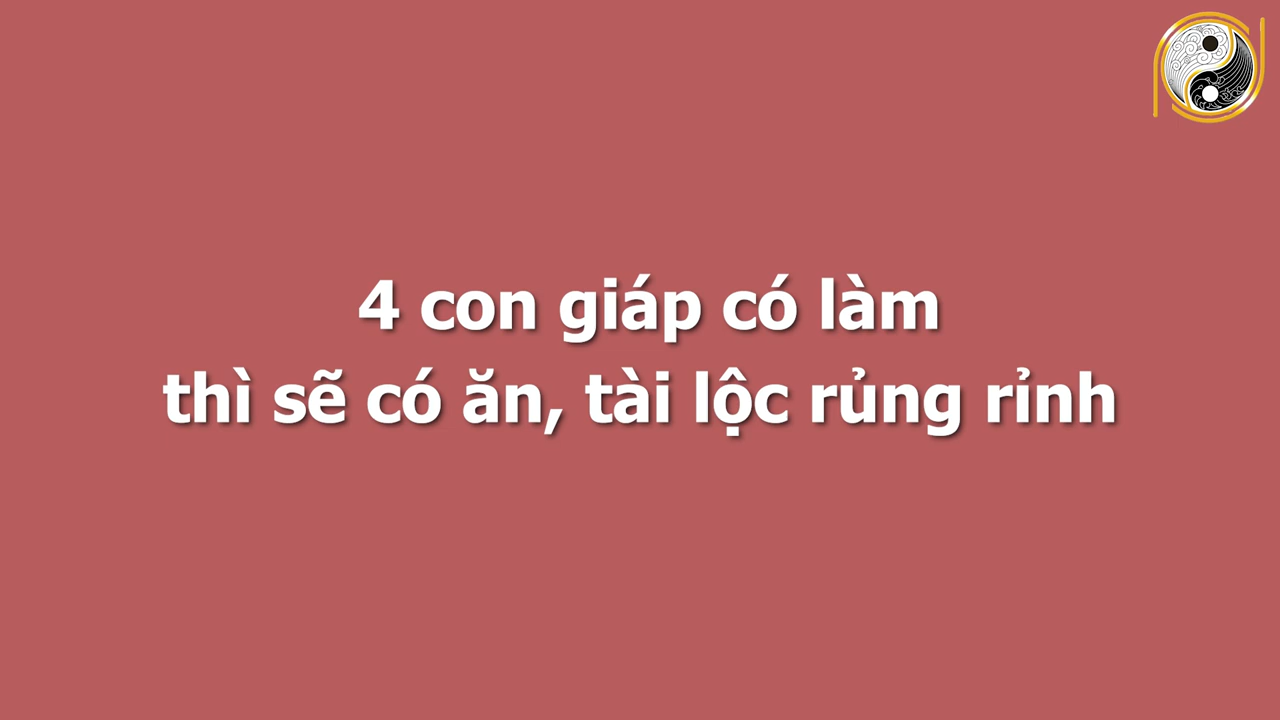 4 con giáp có làm
thì sẽ có ăn, tài lộc rủng rỉnh